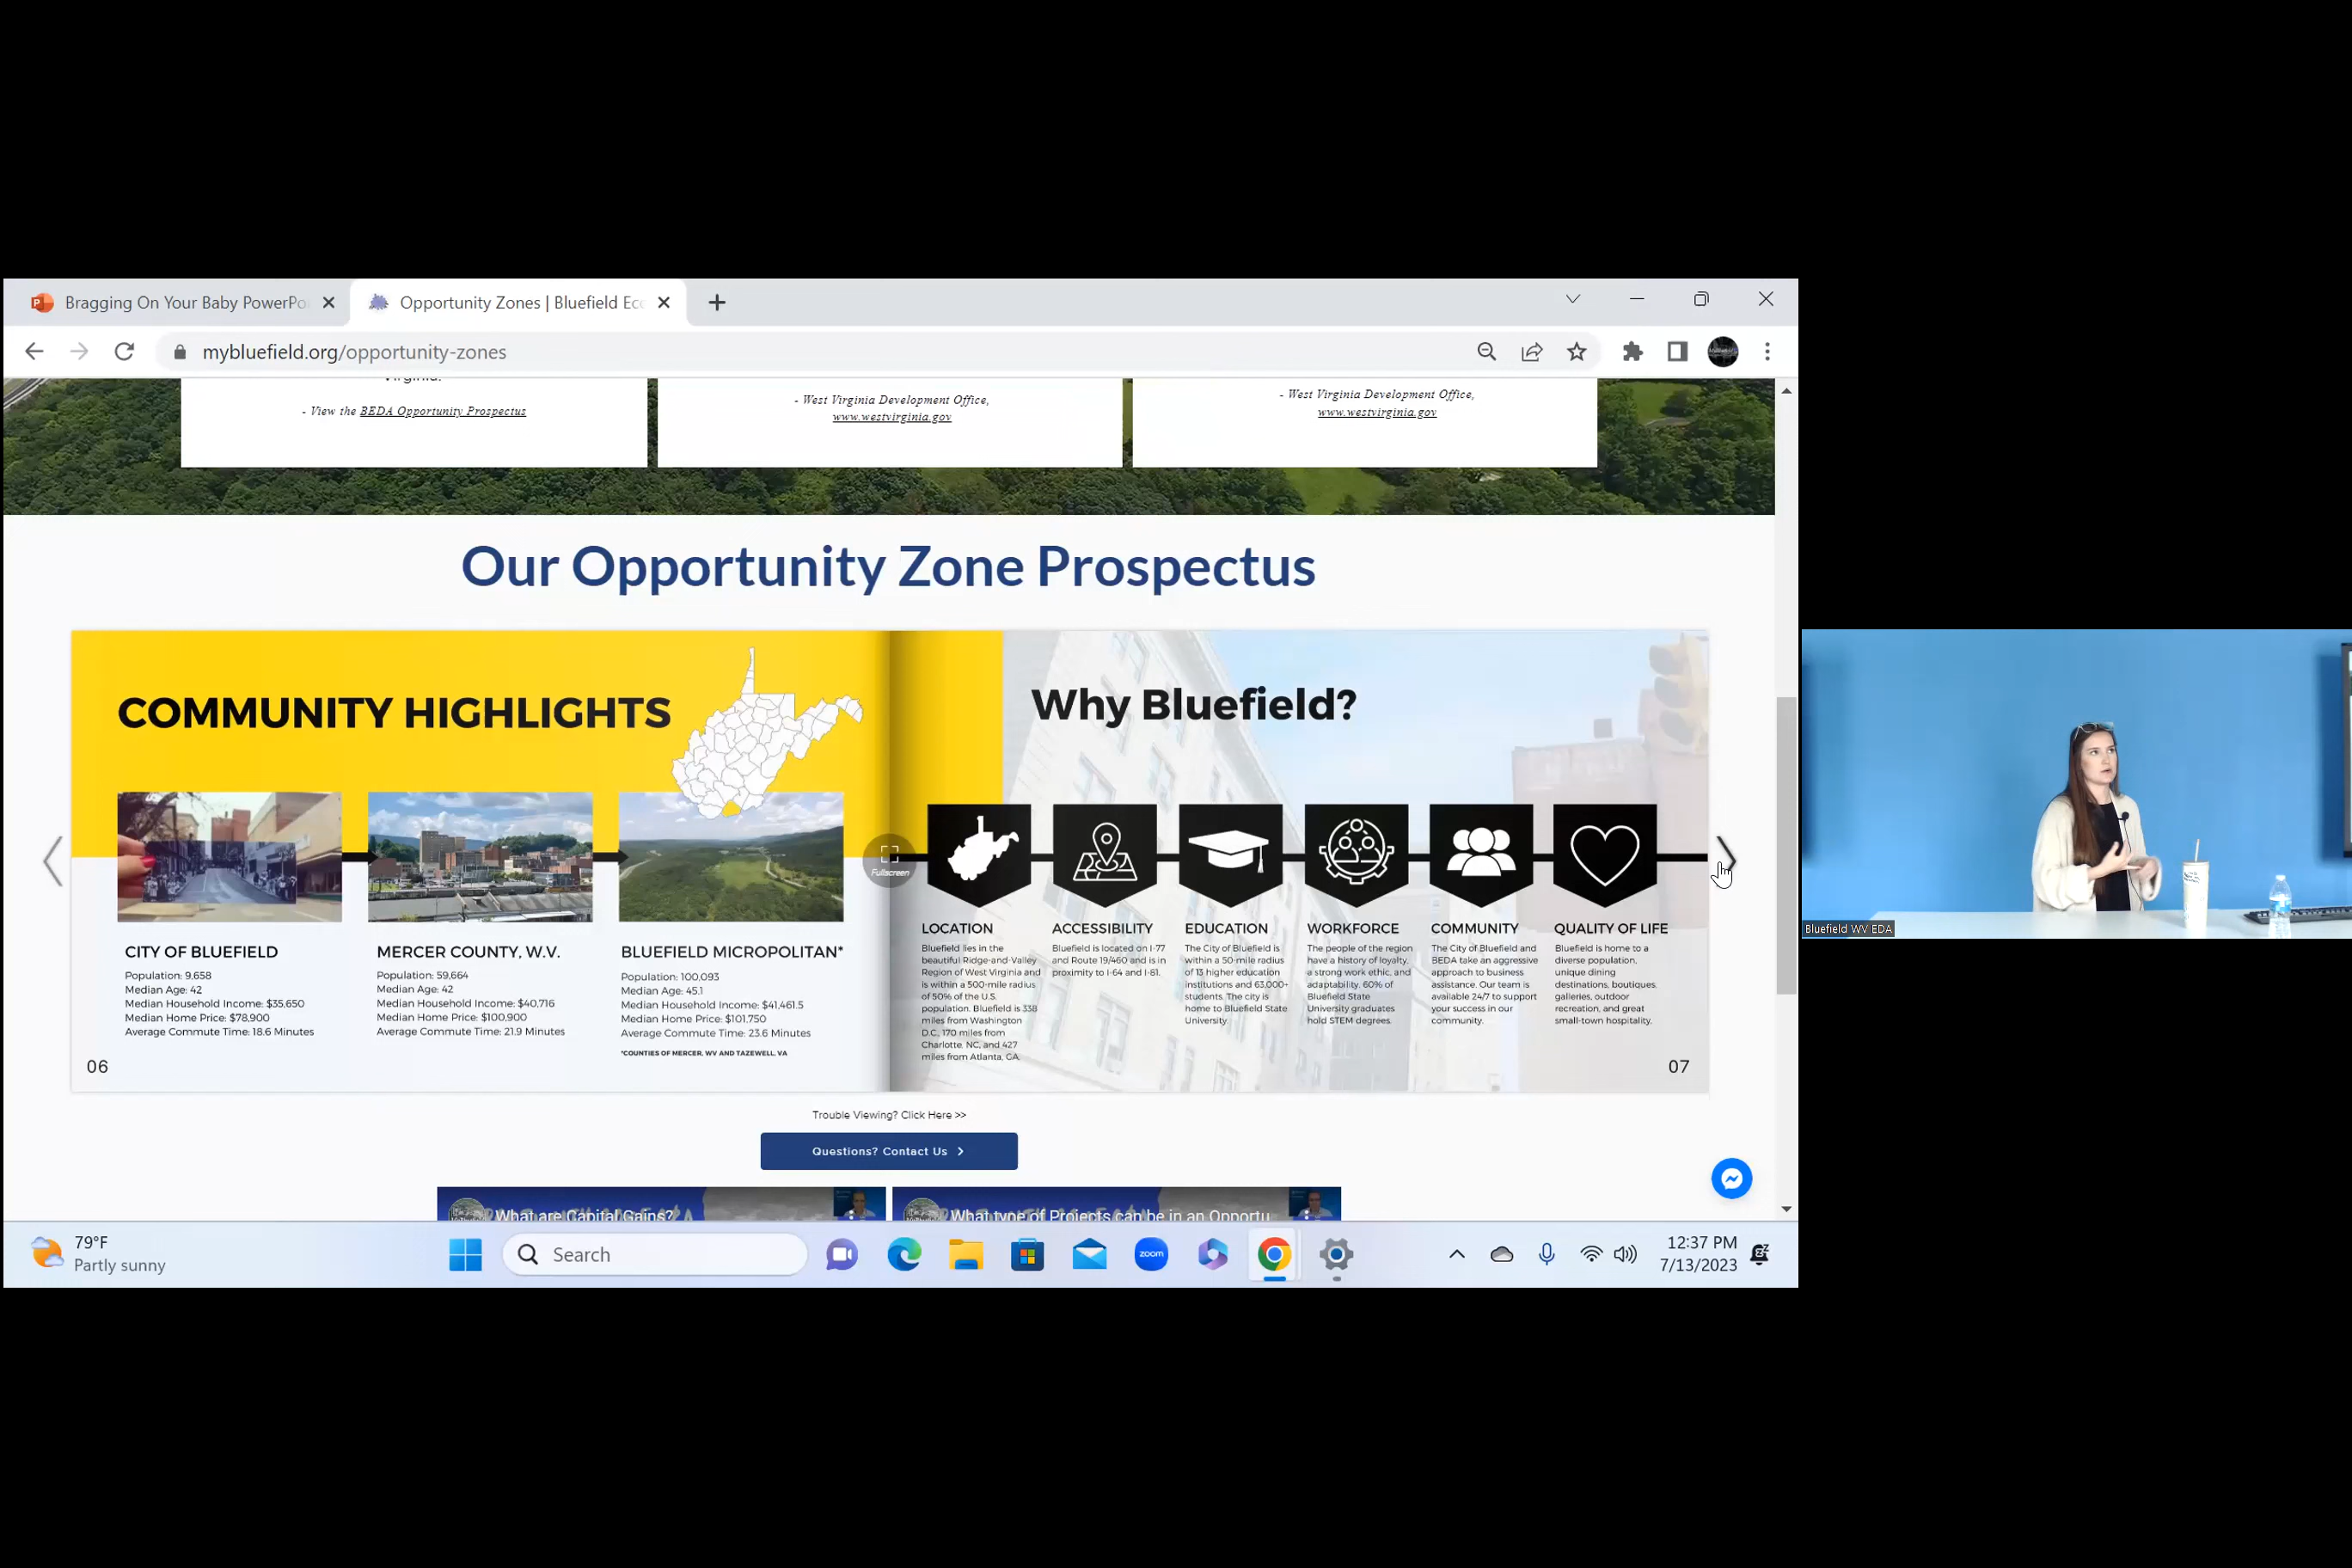 Bragging On Your Baby PowerPo
Opportunity Zones | Bluefield Eco
mybluefield.org/opportunity-zones
Virginia.
- View the BEDA Opportunity Prospectus
- West Virginia Development Office,
www.westvirginia.gov
- West Virginia Development Office,
www.westvirginia.gov
Our Opportunity Zone Prospectus
COMMUNITY HIGHLIGHTS
CITY OF BLUEFIELD
Population: 9,658
Median Age: 42
Median Household Income: $35,650
Median Home Price: $78,900
Average Commute Time: 18.6 Minutes
MERCER COUNTY, W.V.
Population: 59,664
Median Age: 42
Median Household Income: $40,716
Median Home Price: $100,900
Average Commute Time: 21.9 Minutes
BLUEFIELD MICROPOLITAN*
Population: 100,093
Median Age: 45.1
Median Household Income: $41,461.5
Median Home Price: $101,750
Average Commute Time: 23.6 Minutes
*COUNTIES OF MERCER, WV AND TAZEWELL, VA
06
Fullscreen
Why Bluefield?
LOCATION
Bluefield lies in the
beautiful Ridge-and-Valley
Region of West Virginia and
is within a 500-mile radius
of 50% of the U.S.
population. Bluefield is 338
miles from Washington
D.C., 170 miles from
Charlotte, NC, and 427
miles from Atlanta, GA.
ACCESSIBILITY
Bluefield is located on I-77
and Route 19/460 and is in
proximity to I-64 and I-81.
EDUCATION
The City of Bluefield is
within a 50-mile radius
of 13 higher education
institutions and 63,000+
students. The city is
home to Bluefield State
University.
WORKFORCE
The people of the region
have a history of loyalty,
a strong work ethic, and
adaptability. 60% of
Bluefield State
University graduates
hold STEM degrees.
COMMUNITY
The City of Bluefield and
BEDA take an aggressive
approach to business
assistance. Our team is
available 24/7 to support
your success in our
community.
QUALITY OF LIFE
Bluefield is home to a
diverse population,
unique dining
destinations, boutiques,
galleries, outdoor
recreation, and great
small-town hospitality.
07
Trouble Viewing? Click Here >>
Questions? Contact Us
What are Capital Gains?
What type of Projects can be in an Opportu
Bluefield WV EDA
79°F
Partly sunny
Search
zoom
12:37 PM
7/13/2023